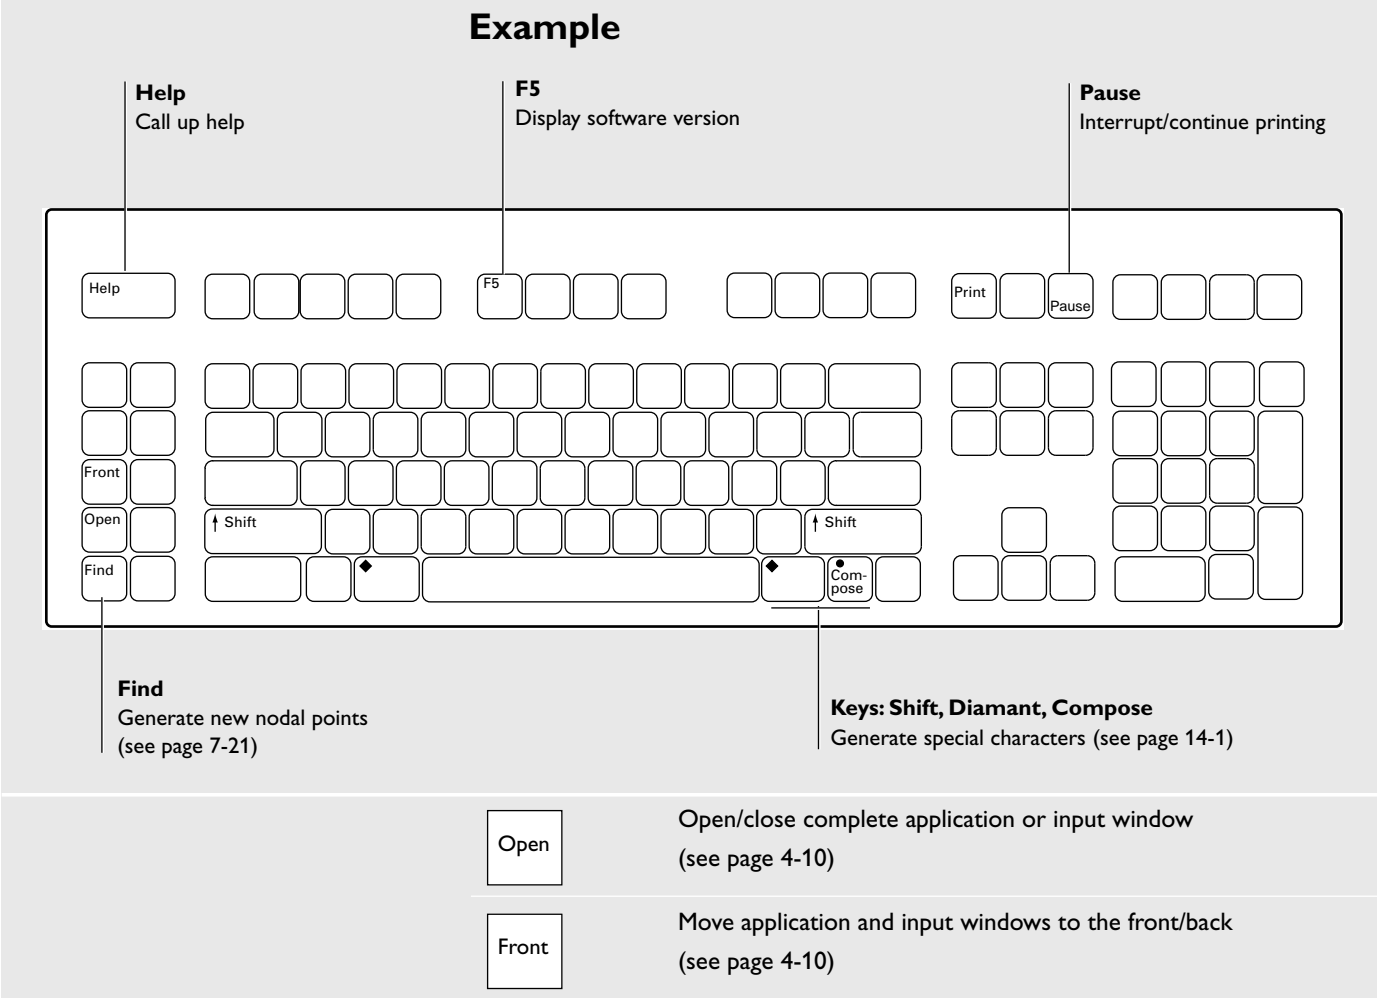 Example
Help
Call up help
F5
Display software version
Pause
Interrupt/continue printing
Help
F5
Print
Pause
Front
Open
Shift
Shift
Find
Com-
pose
Find
Generate new nodal points
(see page 7-21)
Keys: Shift, Diamant, Compose
Generate special characters (see page 14-1)
Open
Open/close complete application or input window
(see page 4-10)
Front
Move application and input windows to the front/back
(see page 4-10)